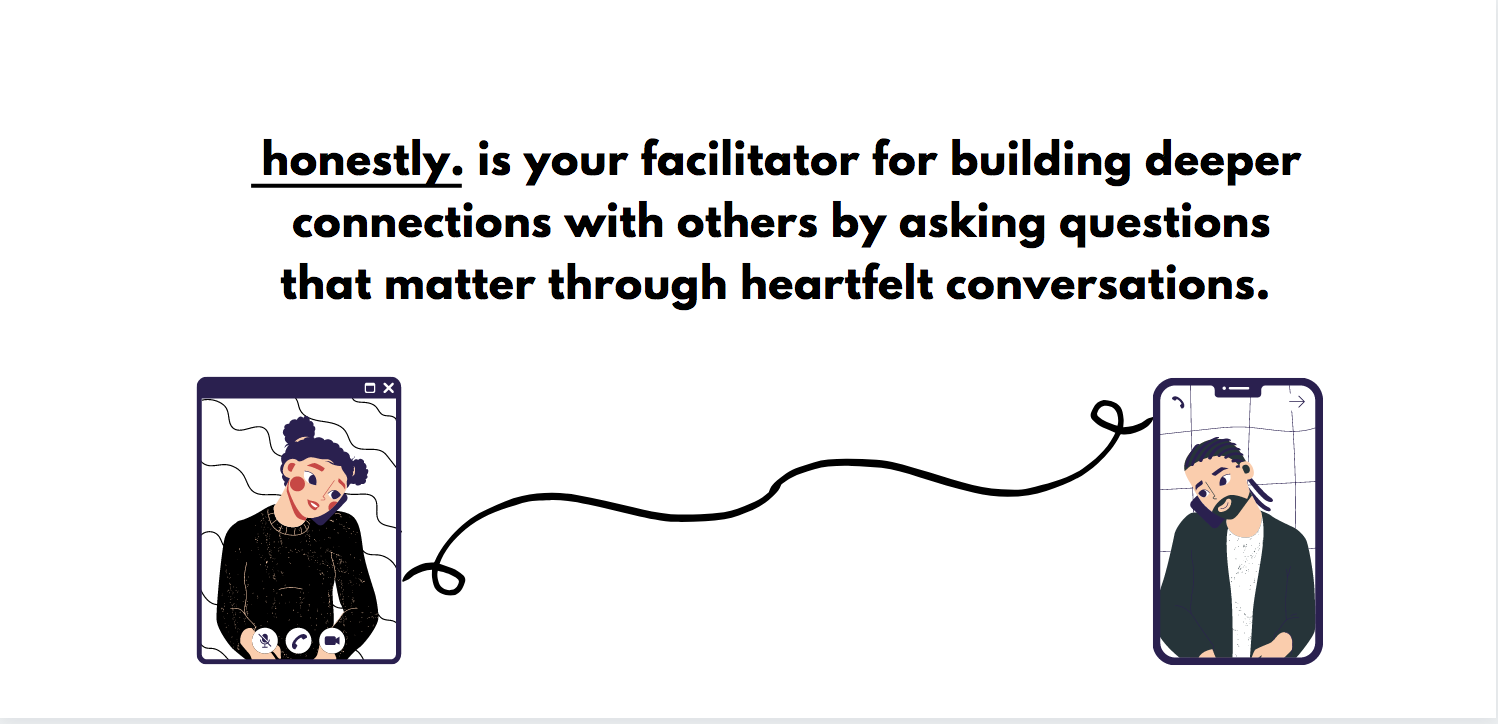 honestly. is your facilitator for building deeper
connections with others by asking questions
that matter through heartfelt conversations.